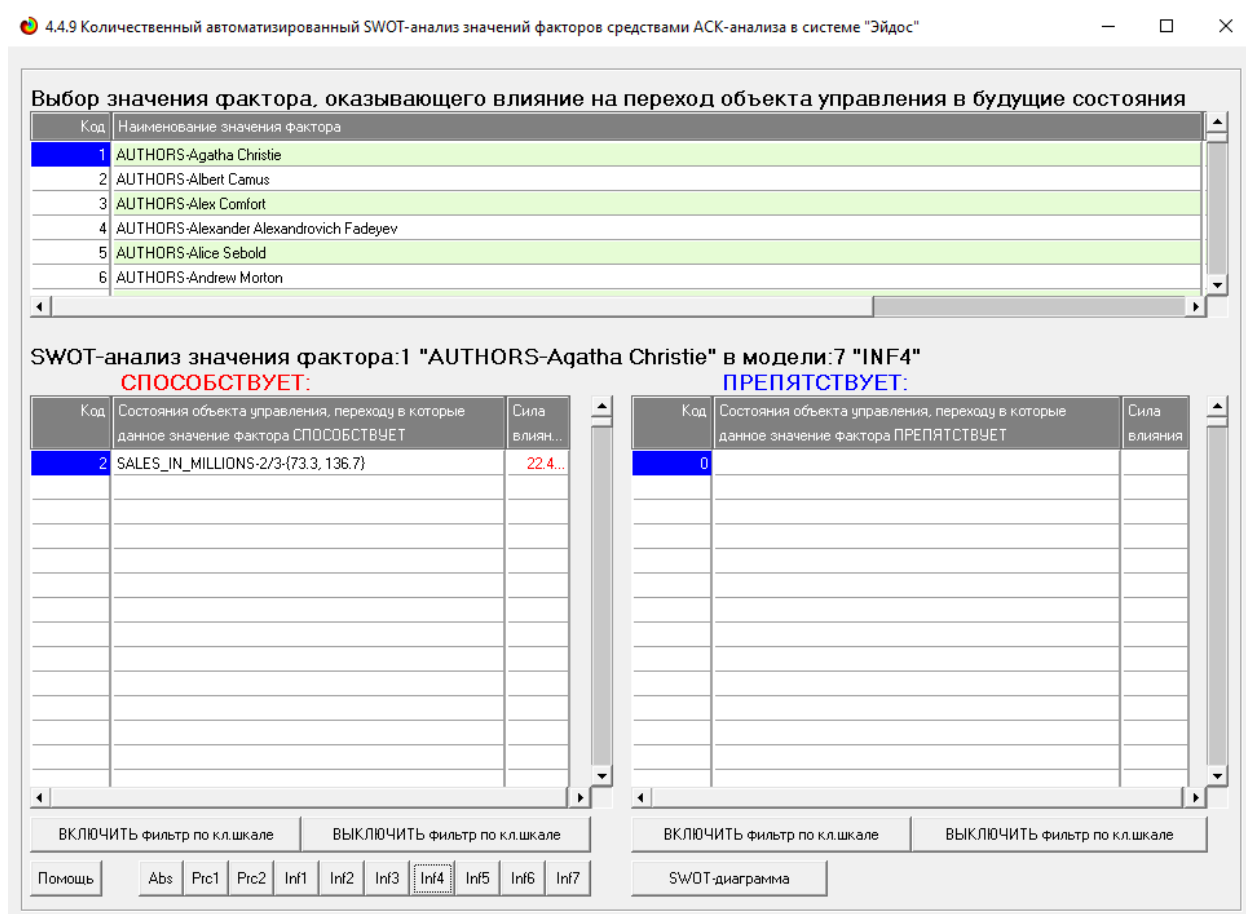 4.4.9 Количественный автоматизированный SWOT-анализ значений факторов средствами АСК-анализа в системе "Эйдос"
Выбор значения фактора, оказывающего влияние на переход объекта управления в будущие состояния
Код Наименование значения фактора
1 AUTHORS-Agatha Christie
2 AUTHORS-Albert Camus
3 AUTHORS-Alex Comfort
4 AUTHORS-Alexander Alexandrovich Fadeyev
5 AUTHORS-Alice Sebold
6 AUTHORS-Andrew Morton
SWOT-анализ значения фактора:1 "AUTHORS-Agatha Christie" в модели:7 "INF4"
СПОСОБСТВУЕТ: ПРЕПЯТСТВУЕТ:
Код Состояния объекта управления, переходу в которые Сила Код Состояния объекта управления, переходу в которые Сила
данное значение фактора СПОСОБСТВУЕТ влиян... данное значение фактора ПРЕПЯТСТВУЕТ влияния
2 SALES_IN_MILLIONS-2/3-{73.3, 136.7} 22.4... 0
ВКЛЮЧИТЬ фильтр по кл.шкале ВЫКЛЮЧИТЬ фильтр по кл.шкале ВКЛЮЧИТЬ фильтр по кл.шкале ВЫКЛЮЧИТЬ фильтр по кл.шкале
Помощь Abs Prc1 Prc2 Inf1 Inf2 Inf3 Inf4 Inf5 Inf6 Inf7 SWOT-диаграмма